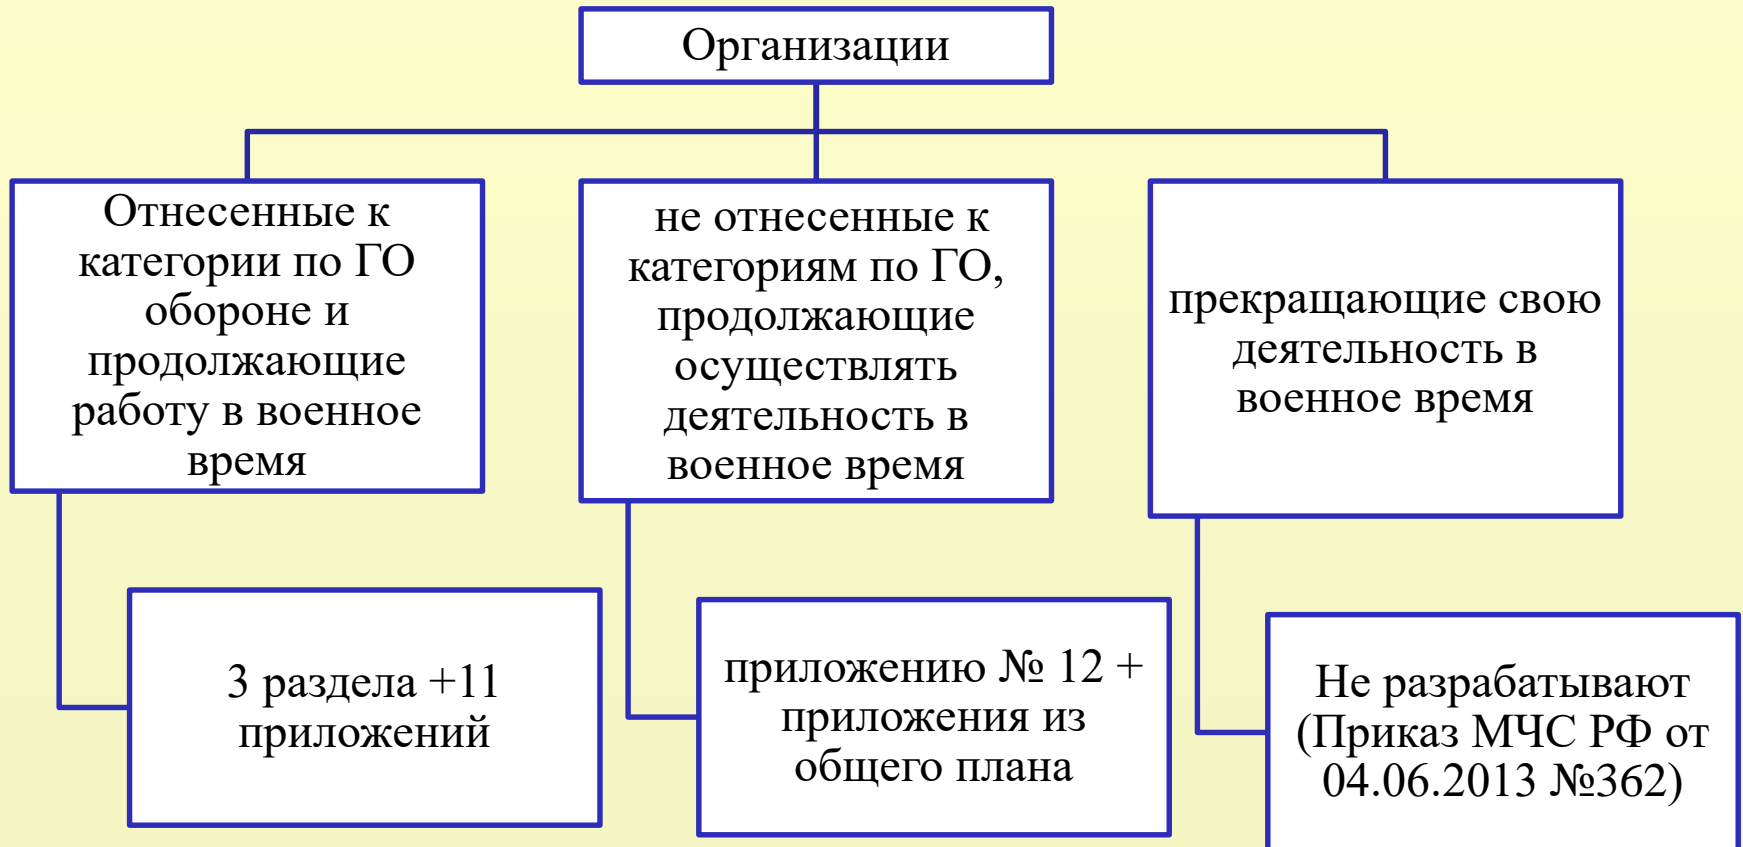 Организации
Отнесенные к
категории по ГО
обороне и
продолжающие
работу в военное
время
не отнесенные к
категориям по ГО,
продолжающие
осуществлять
деятельность в
военное время
прекращающие свою
деятельность в
военное время
3 раздела +11
приложений
приложению № 12 +
приложения из
общего плана
Не разрабатывают
(Приказ МЧС РФ от
04.06.2013 №362)